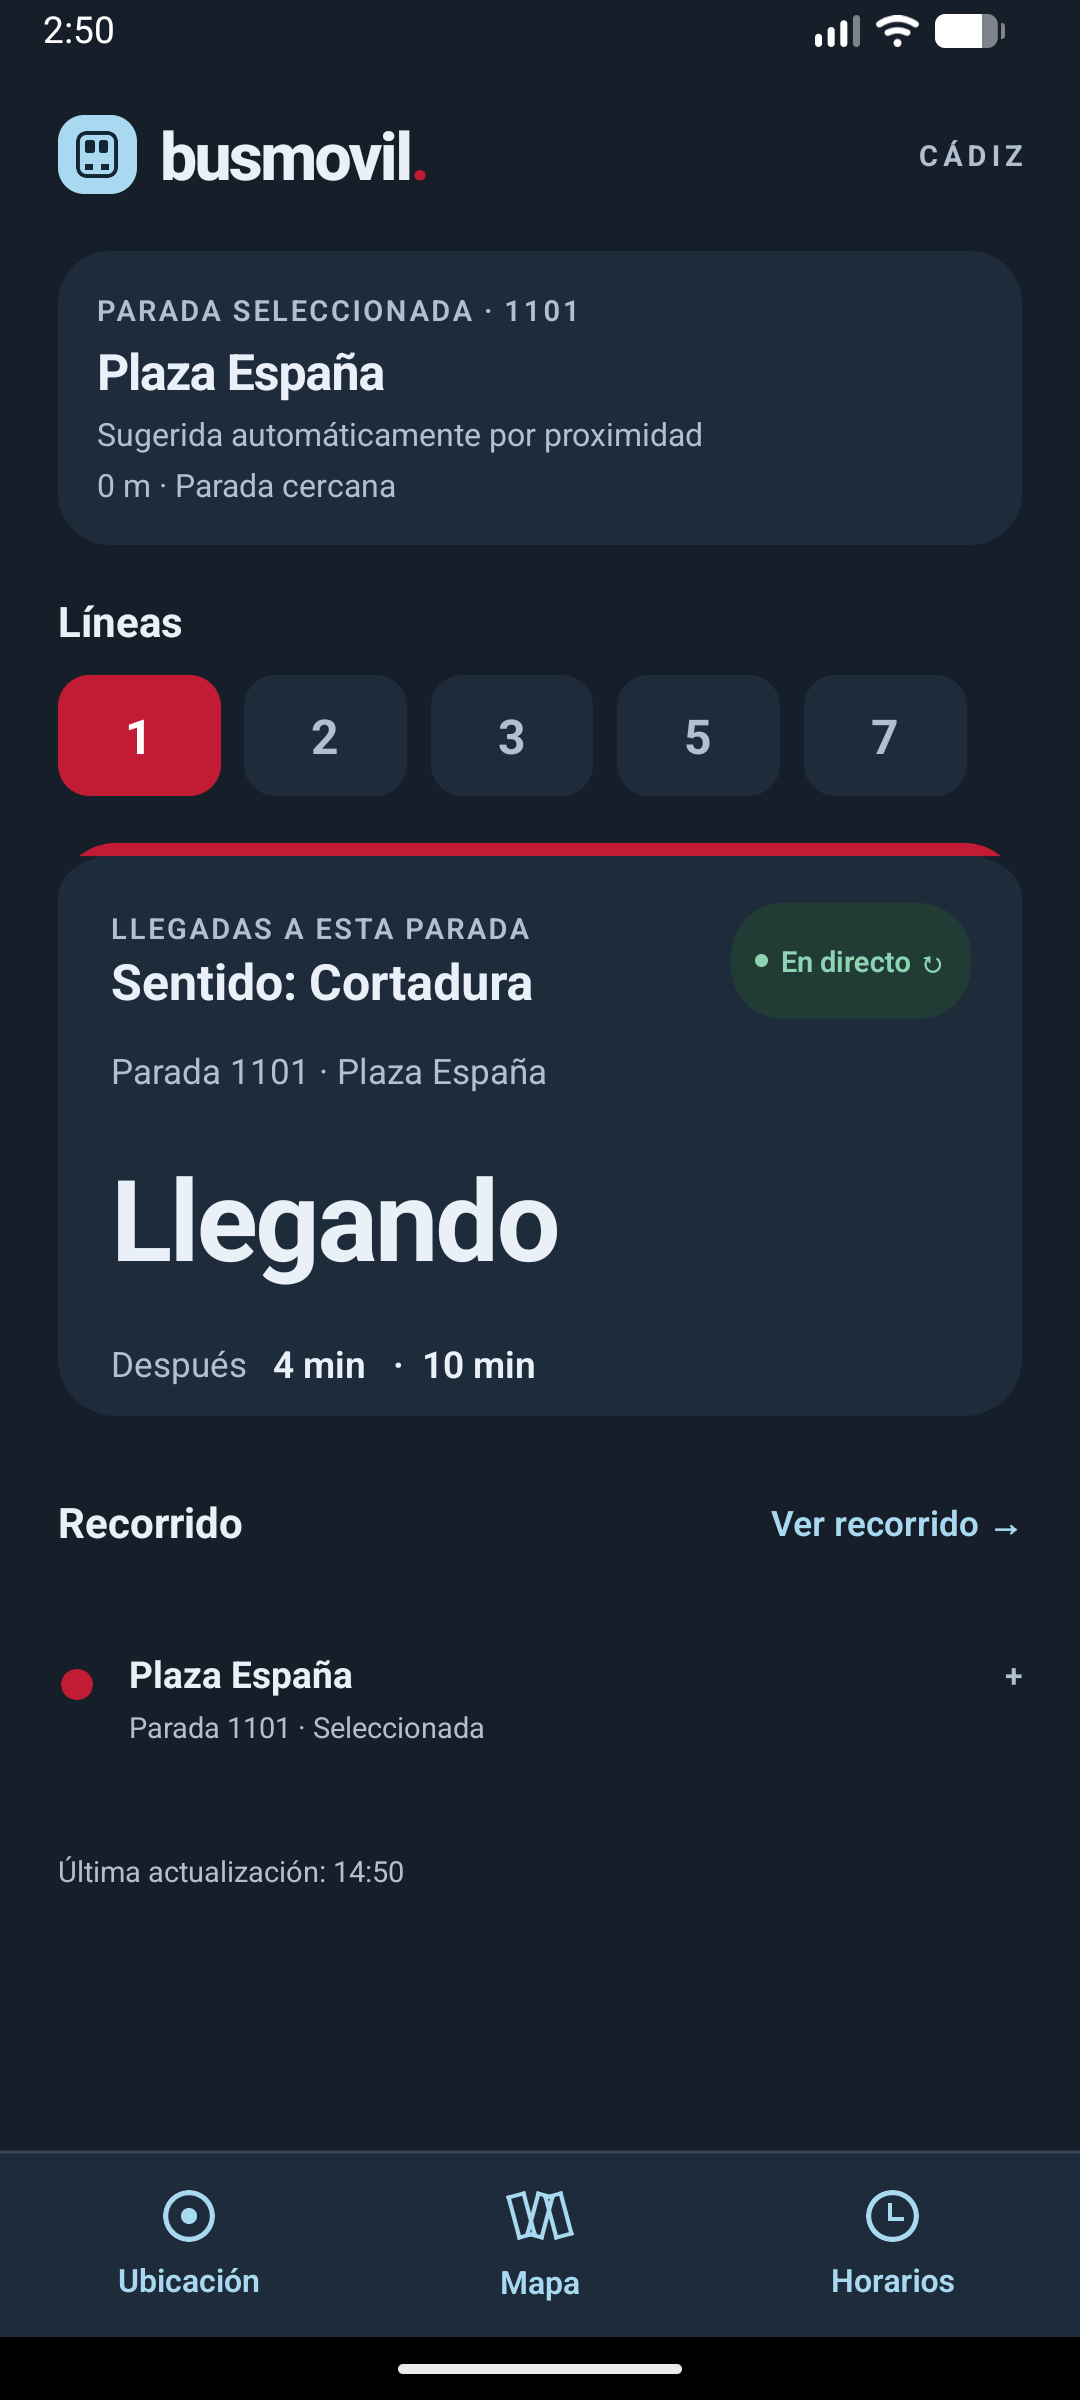 2:50
busmovil.
CÁDIZ
PARADA SELECCIONADA · 1101
Plaza España
Sugerida automáticamente por proximidad
0 m · Parada cercana
Líneas
1 2 3 5 7
LLEGADAS A ESTA PARADA
Sentido: Cortadura
En directo ↻
Parada 1101 · Plaza España
Llegando
Después 4 min · 10 min
Recorrido
Ver recorrido →
Plaza España
+
Parada 1101 · Seleccionada
Última actualización: 14:50
Ubicación
Mapa
Horarios